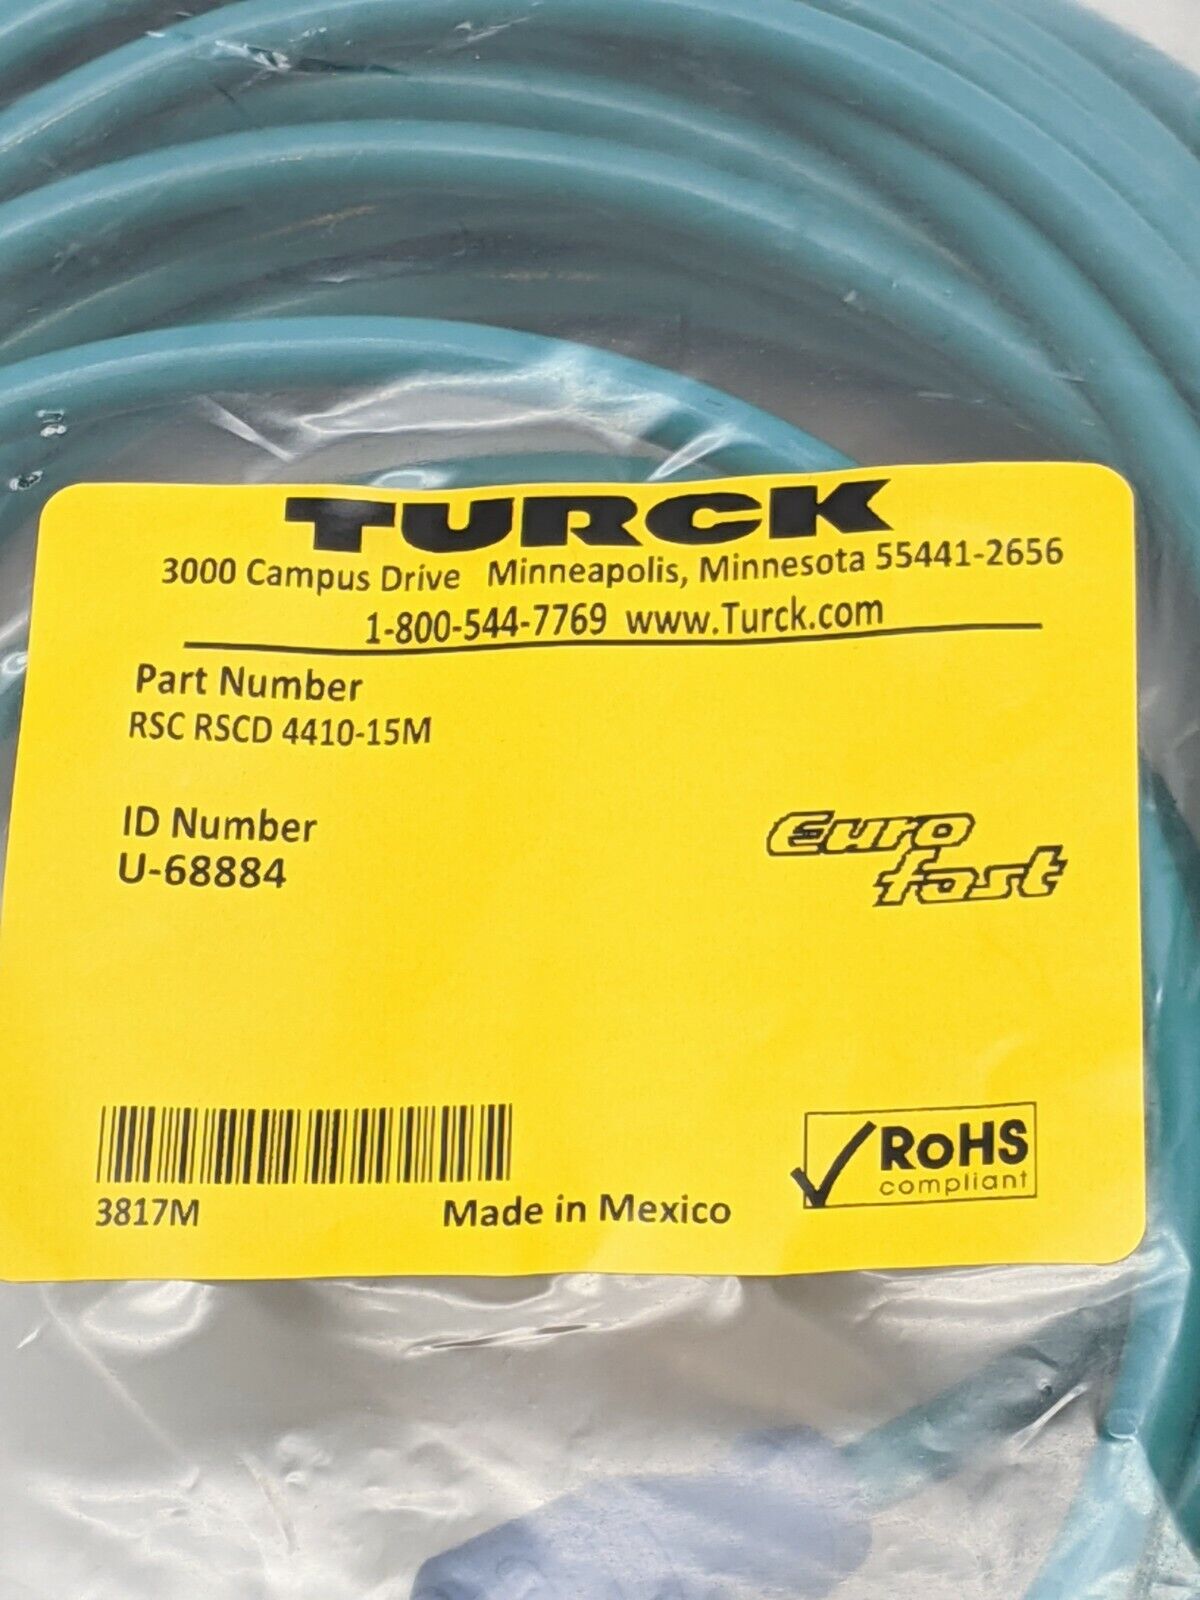 TURCK
3000 Campus Drive Minneapolis, Minnesota 55441-2656
1-800-544-7769 www.Turck.com
Part Number
RSC RSCD 4410-15M
ID Number
U-68884
Euro
fast
3817M
Made in Mexico
RoHS
compliant